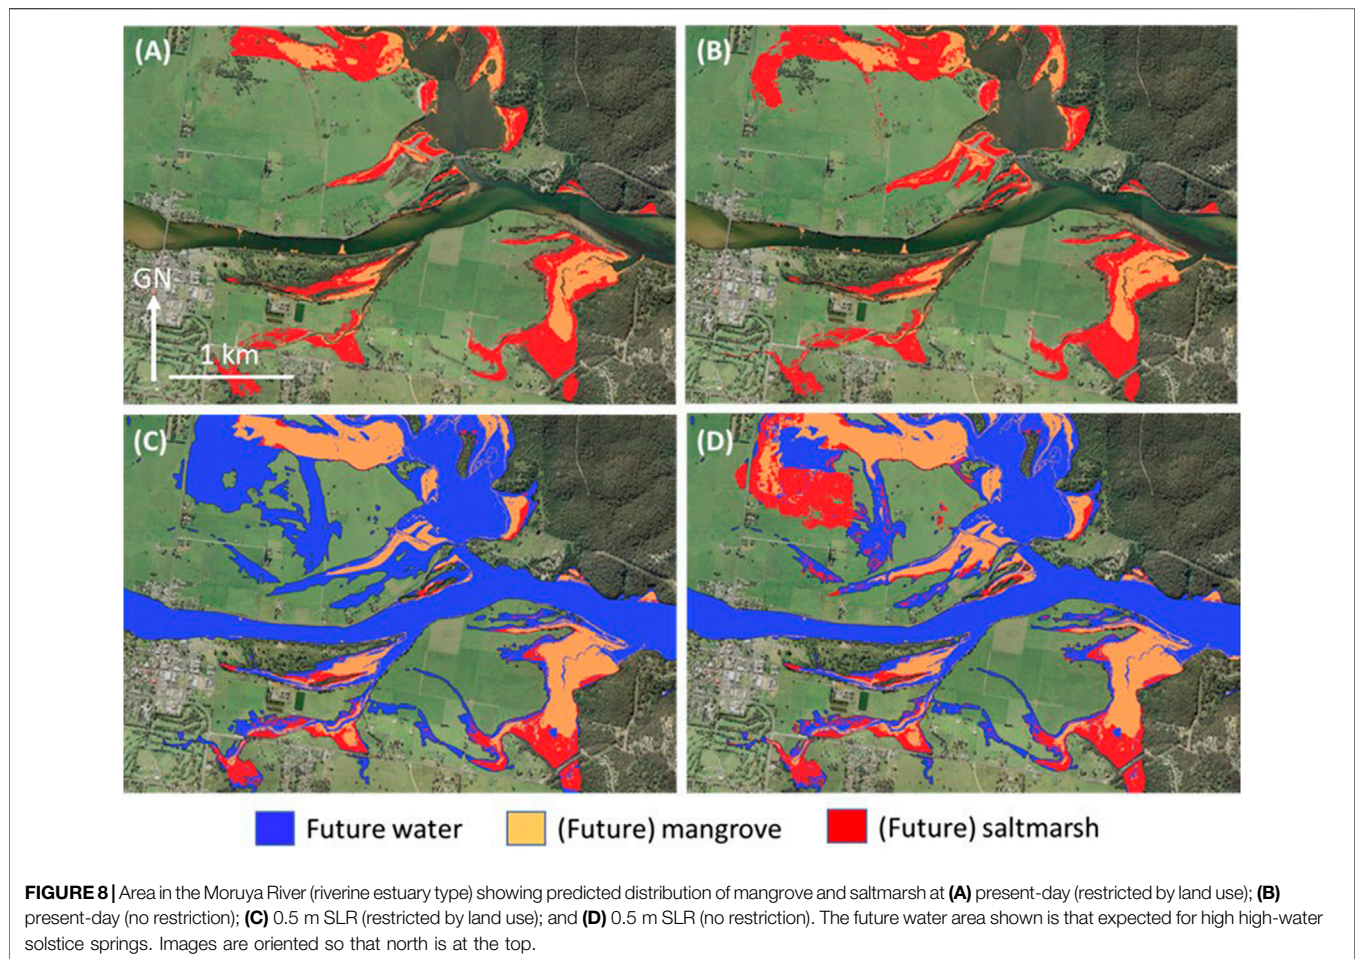 (A)
(B)
GN
1 km
(C)
(D)
Future water
(Future) mangrove
(Future) saltmarsh
FIGURE 8 | Area in the Moruya River (riverine estuary type) showing predicted distribution of mangrove and saltmarsh at (A) present-day (restricted by land use); (B)
present-day (no restriction); (C) 0.5 m SLR (restricted by land use); and (D) 0.5 m SLR (no restriction). The future water area shown is that expected for high high-water
solstice springs. Images are oriented so that north is at the top.